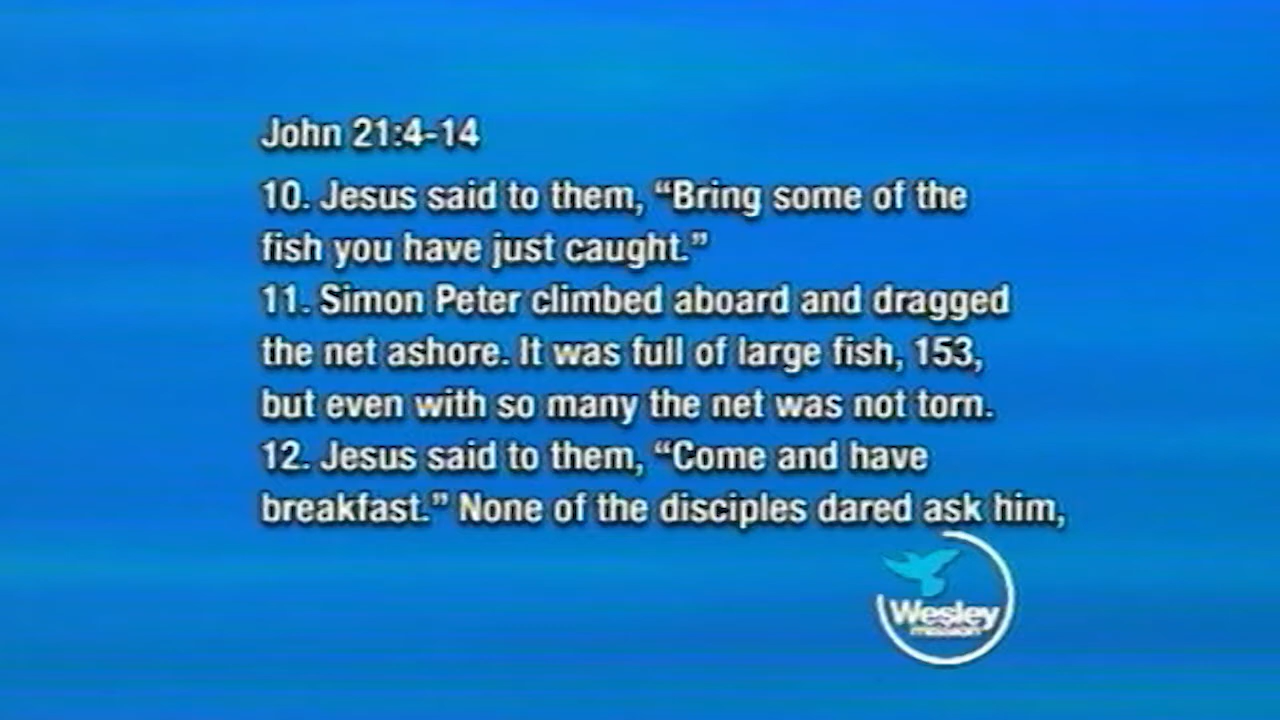 John 21:4-14
10. Jesus said to them, “Bring some of the
fish you have just caught.”
11. Simon Peter climbed aboard and dragged
the net ashore. It was full of large fish, 153,
but even with so many the net was not torn.
12. Jesus said to them, “Come and have
breakfast.” None of the disciples dared ask him,
Wesley
mission